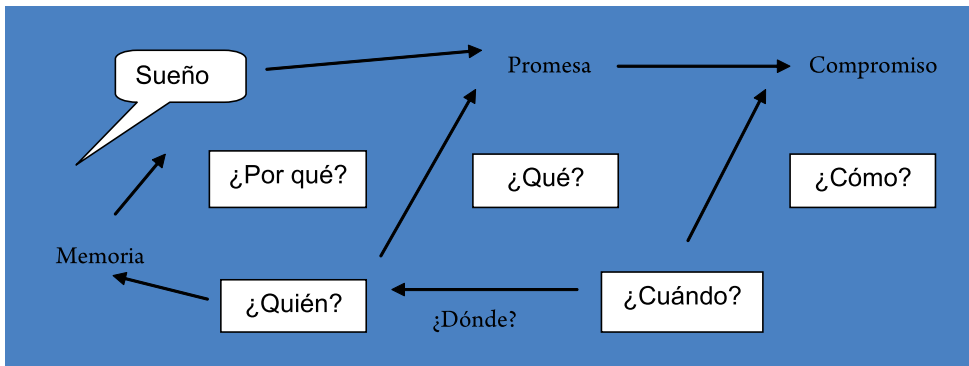 Sueño
Promesa
Compromiso
¿Por qué?
¿Qué?
¿Cómo?
Memoria
¿Quién?
¿Dónde?
¿Cuándo?